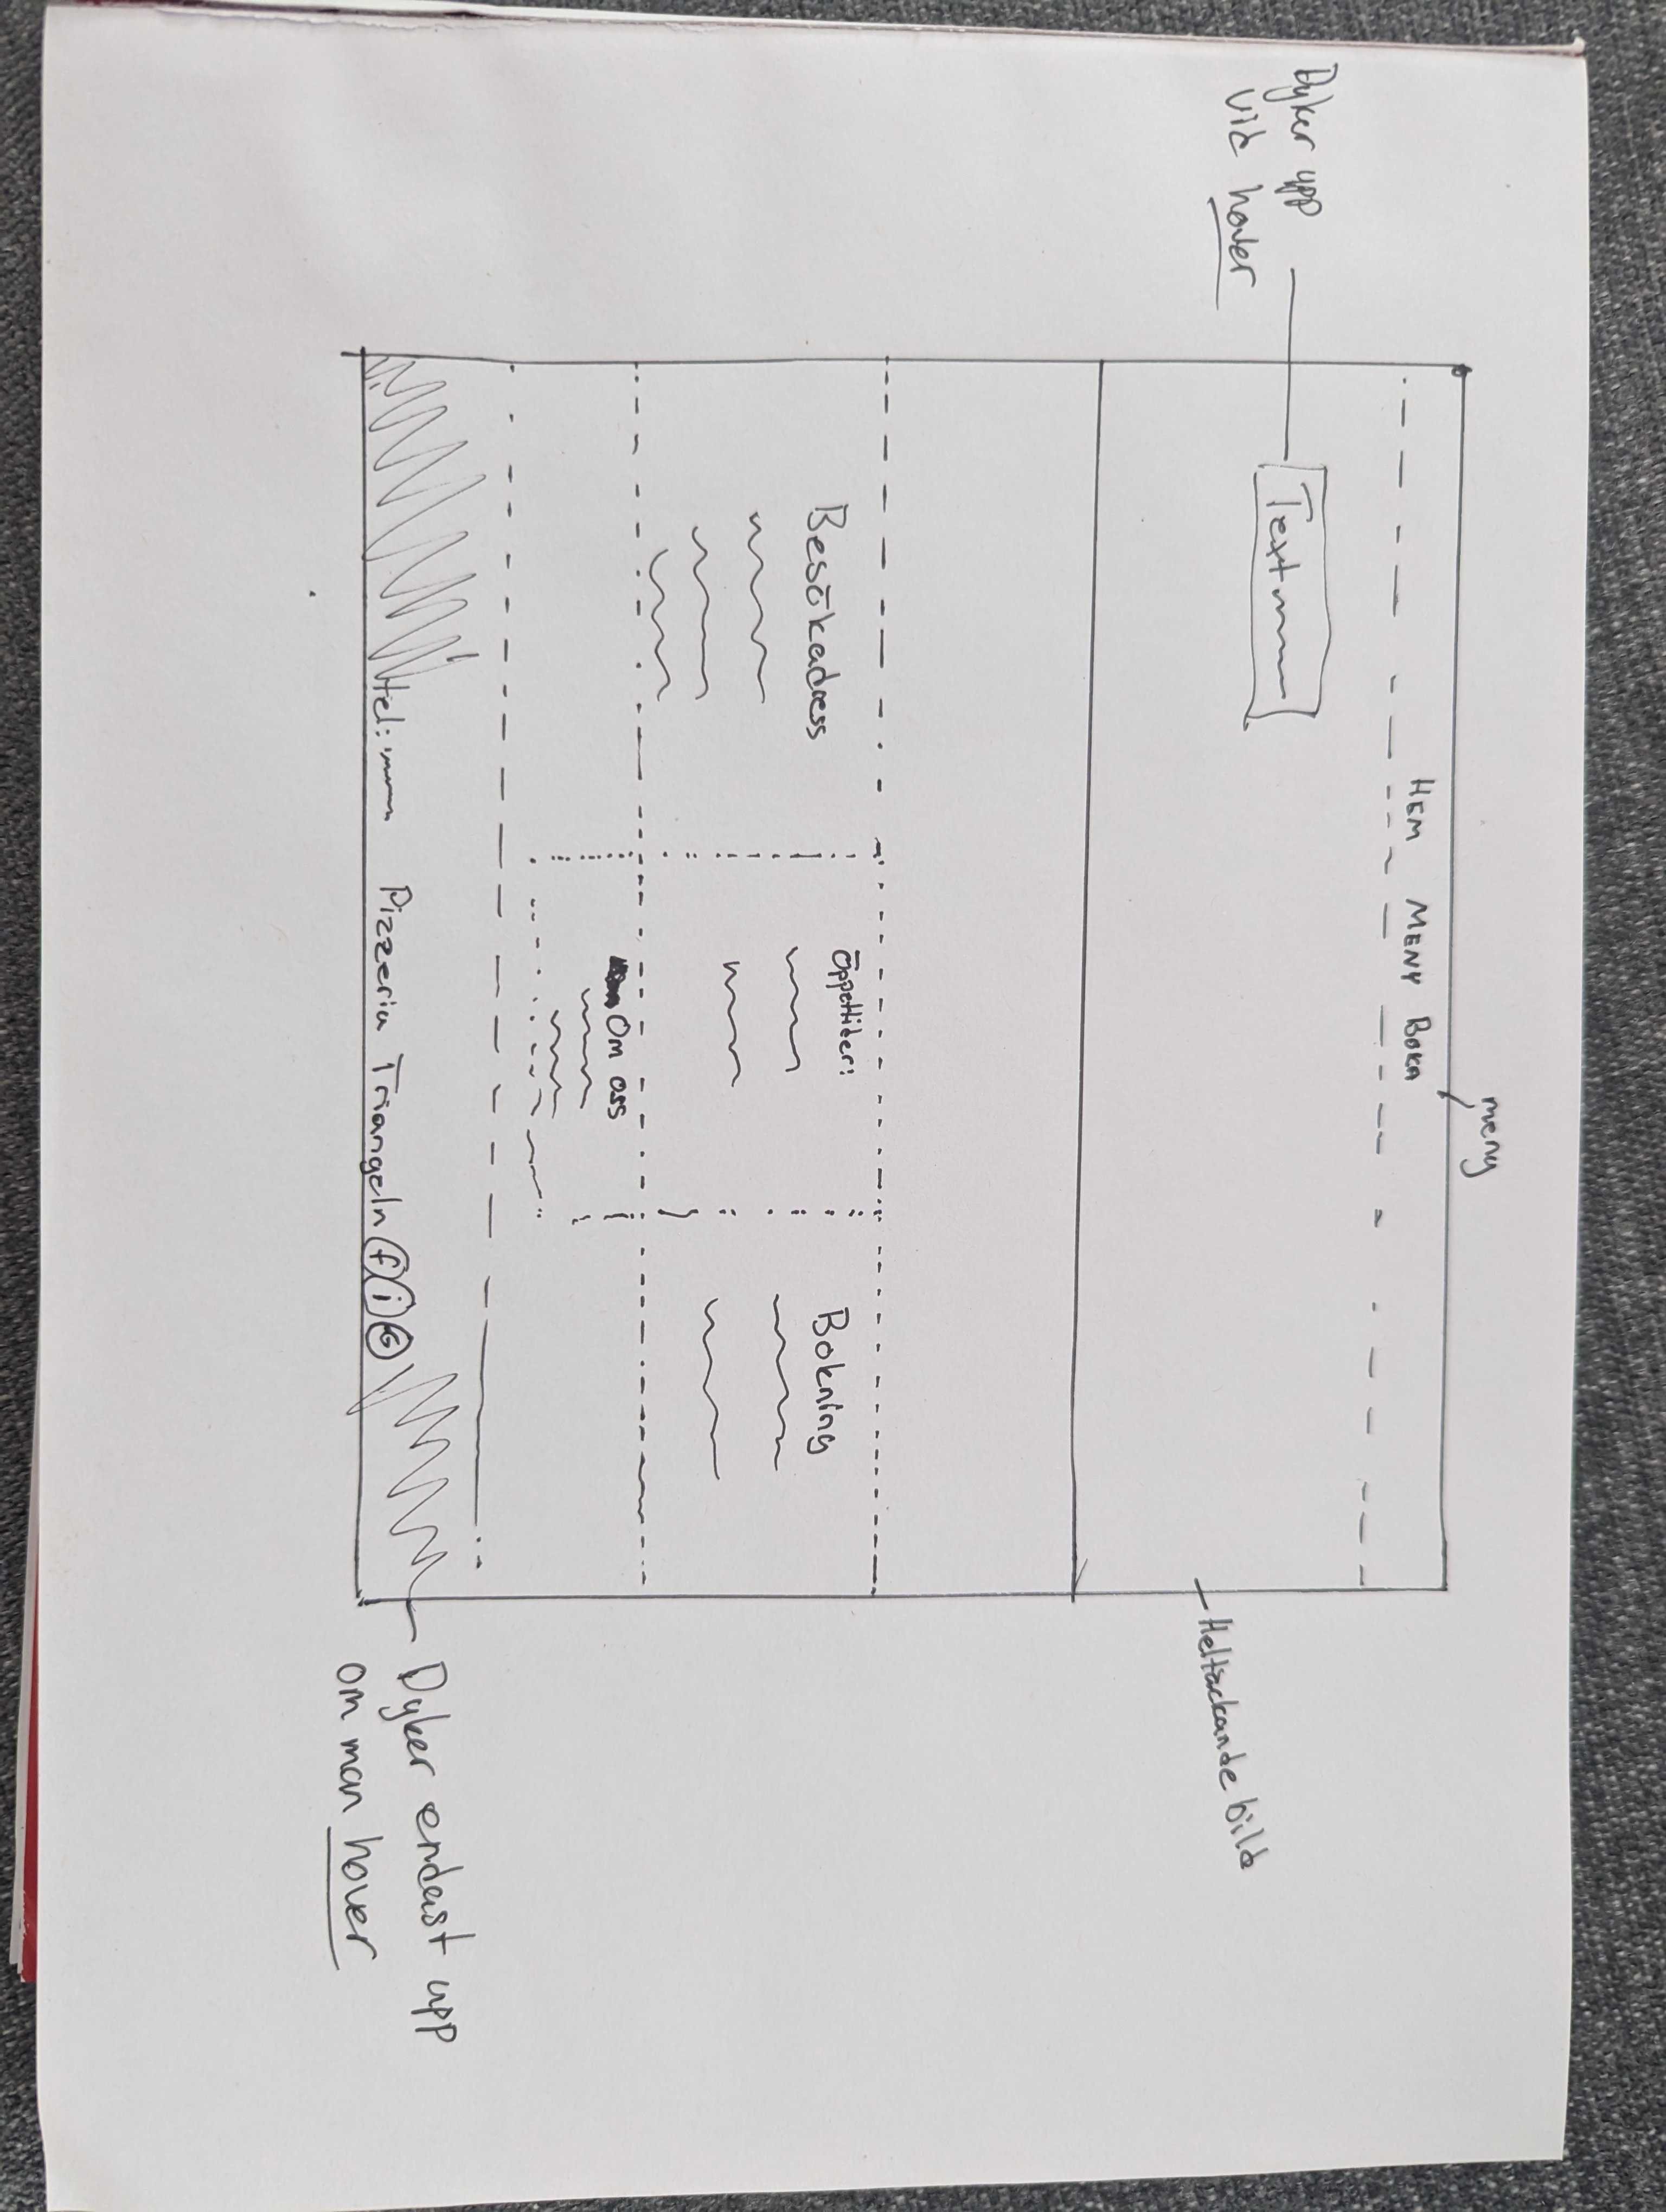 meny
HEM MENY BOKA
Dyker upp
vid hover
Text
Heltäckande bild
Besökadress
Öppettider:
Bokning
Om oss
tel:
Pizzeria Triangeln f i G
Dyker endast upp
om man hover